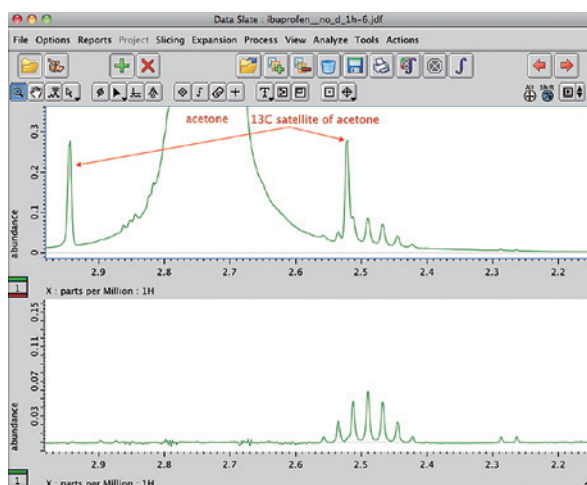 Data Slate : ibuprofen__no_d_1h-6.jdf
File Options Reports Project Slicing Expansion Process View Analyze Tools Actions
Alt Shift
acetone 13C satellite of acetone
abundance
0.3
0.2
0.1
0
2.9 2.8 2.7 2.6 2.5 2.4 2.3 2.2
1 X : parts per Million : 1H
abundance
0.15
0.11
0.07
0.03
2.9 2.8 2.7 2.6 2.5 2.4 2.3 2.2
1 X : parts per Million : 1H